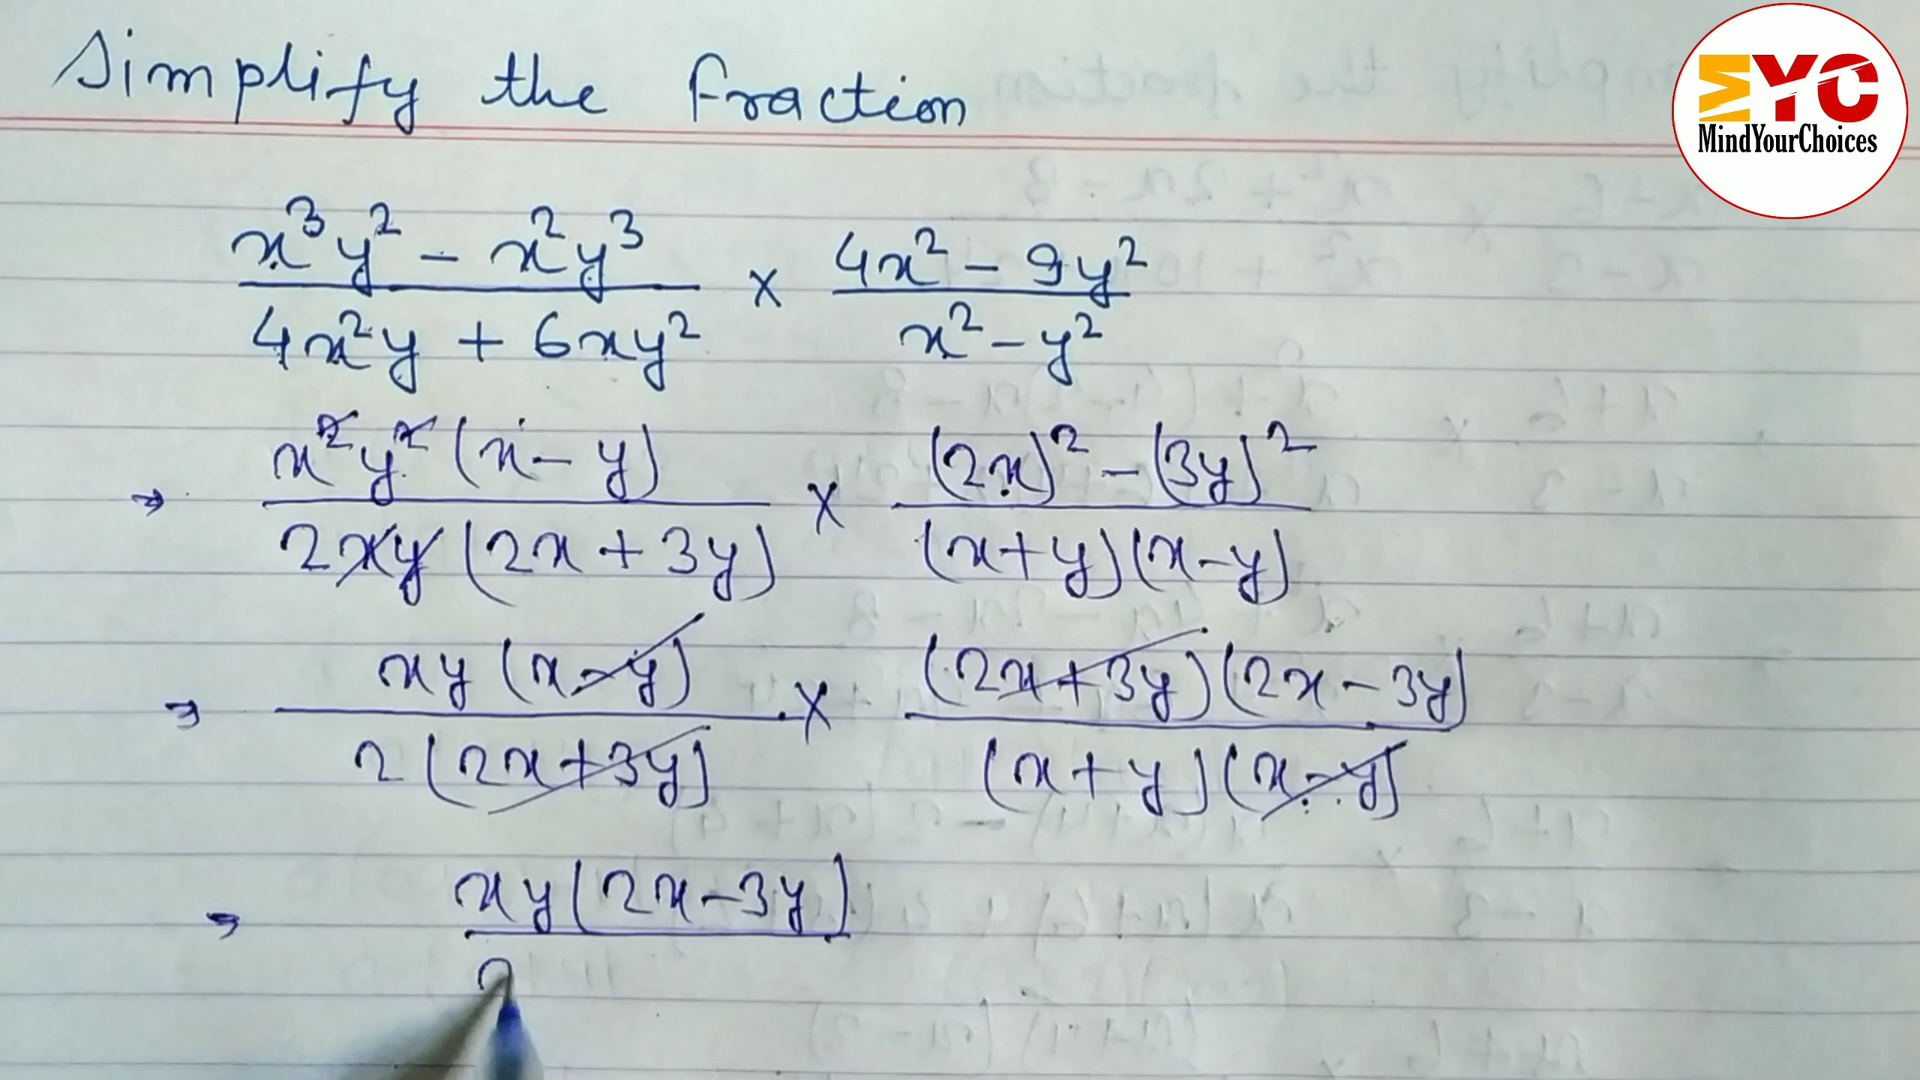 Simplify the fraction
MYC
MindYourChoices
x³y² - x²y³ / 4x²y + 6xy² × 4x² - 9y² / x² - y²
⇒ x²y² (x - y) / 2xy (2x + 3y) × (2x)² - (3y)² / (x+y)(x-y)
⇒ xy (x-y) / 2 (2x+3y) × (2x+3y)(2x-3y) / (x+y)(x-y)
⇒ xy(2x-3y) / 2